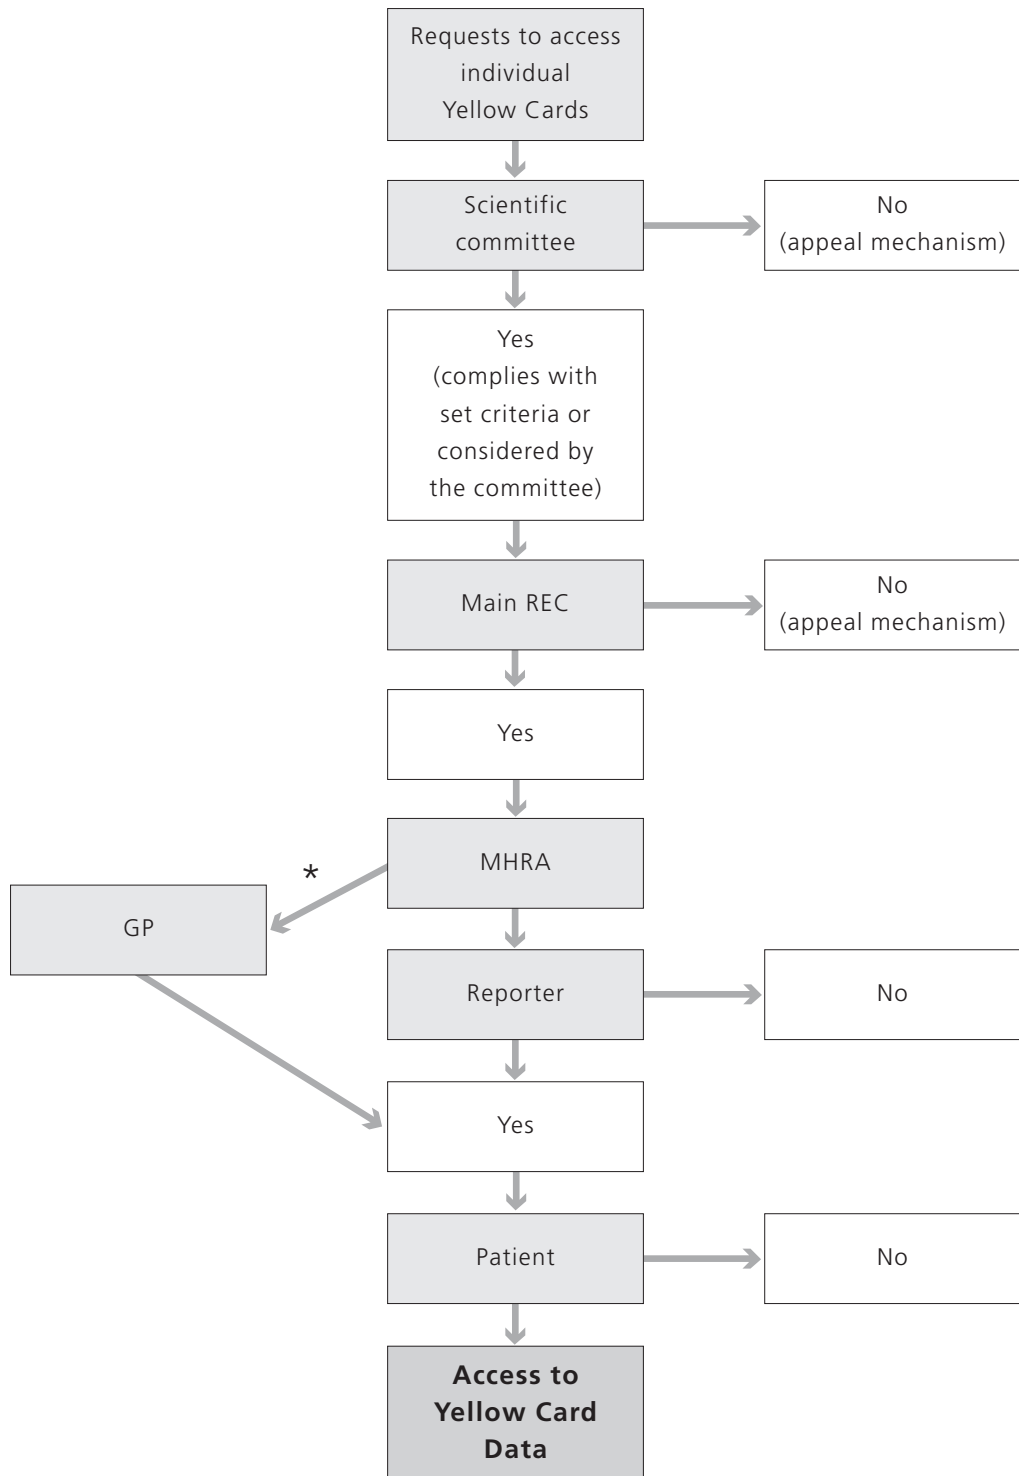 Requests to access
individual
Yellow Cards
Scientific
committee
No
(appeal mechanism)
Yes
(complies with
set criteria or
considered by
the committee)
Main REC
No
(appeal mechanism)
Yes
MHRA
*
GP
Reporter
No
Yes
Patient
No
Access to
Yellow Card
Data